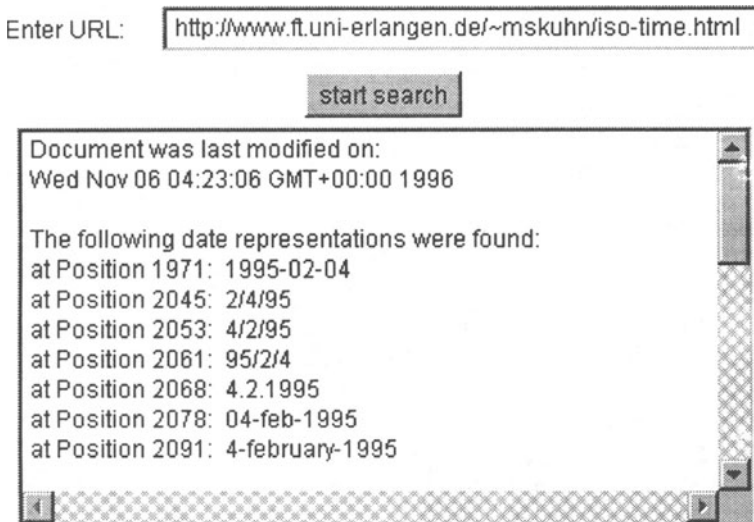 Enter URL: http://www.ft.uni-erlangen.de/~mskuhn/iso-time.html
start search
Document was last modified on:
Wed Nov 06 04:23:06 GMT+00:00 1996
The following date representations were found:
at Position 1971: 1995-02-04
at Position 2045: 2/4/95
at Position 2053: 4/2/95
at Position 2061: 95/2/4
at Position 2068: 4.2.1995
at Position 2078: 04-feb-1995
at Position 2091: 4-february-1995